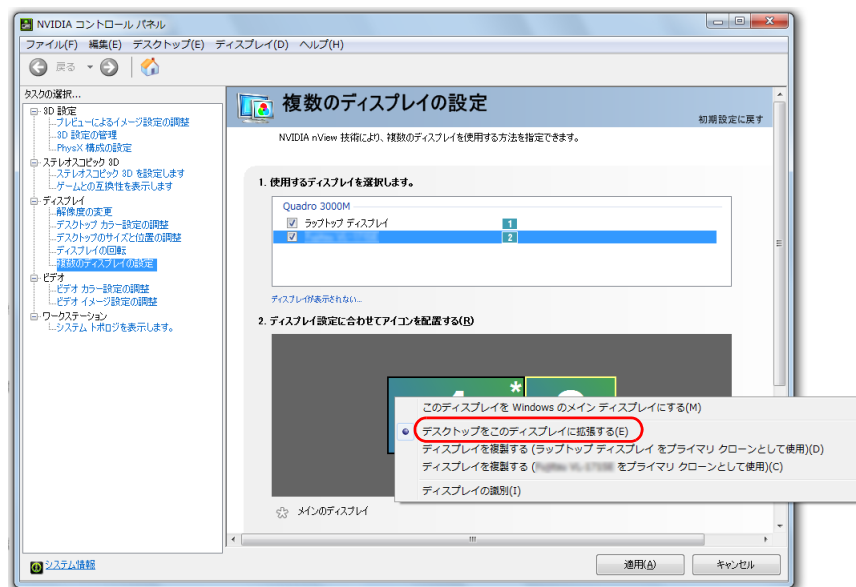 NVIDIA コントロール パネル
ファイル(F) 編集(E) デスクトップ(E) ディスプレイ(D) ヘルプ(H)
戻る
タスクの選択...
3D 設定
プレビューによるイメージ設定の調整
3D 設定の管理
PhysX 構成の設定
ステレオスコピック 3D
ステレオスコピック 3D を設定します
ゲームとの互換性を表示します
ディスプレイ
解像度の変更
デスクトップ カラー設定の調整
デスクトップのサイズと位置の調整
ディスプレイの回転
複数のディスプレイの設定
ビデオ
ビデオ カラー設定の調整
ビデオ イメージ設定の調整
ワークステーション
システム トポロジを表示します。
複数のディスプレイの設定
初期設定に戻す
NVIDIA nView 技術により、複数のディスプレイを使用する方法を指定できます。
1. 使用するディスプレイを選択します。
Quadro 3000M
ラップトップ ディスプレイ 1
2
ディスプレイが表示されない...
2. ディスプレイ設定に合わせてアイコンを配置する(R)
*
このディスプレイを Windows のメイン ディスプレイにする(M)
デスクトップをこのディスプレイに拡張する(E)
ディスプレイを複製する (ラップトップ ディスプレイ をプライマリ クローンとして使用)(D)
ディスプレイを複製する ( をプライマリ クローンとして使用)(C)
ディスプレイの識別(I)
メインのディスプレイ
システム情報
適用(A) キャンセル